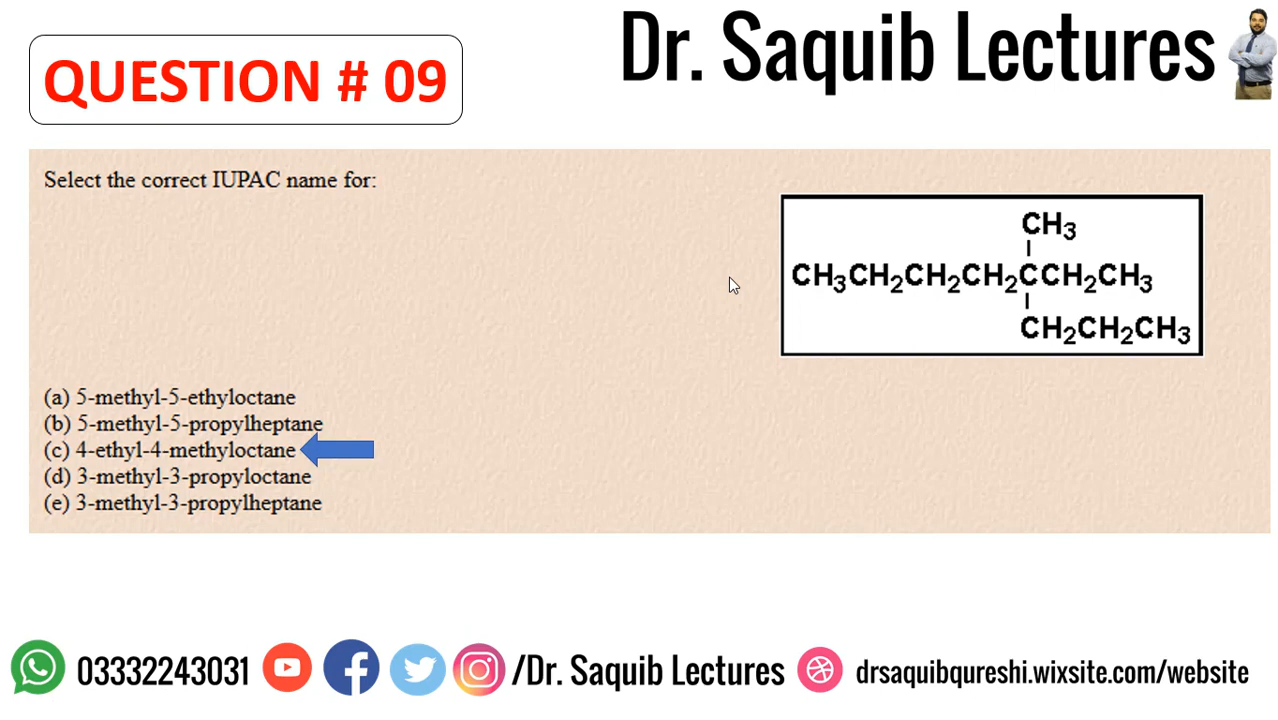 Dr. Saquib Lectures
QUESTION # 09
Select the correct IUPAC name for:
CH₃
CH₃CH₂CH₂CH₂CCH₂CH₃
CH₂CH₂CH₃
(a) 5-methyl-5-ethyloctane
(b) 5-methyl-5-propylheptane
(c) 4-ethyl-4-methyloctane
(d) 3-methyl-3-propyloctane
(e) 3-methyl-3-propylheptane
03332243031 /Dr. Saquib Lectures drsaquibqureshi.wixsite.com/website